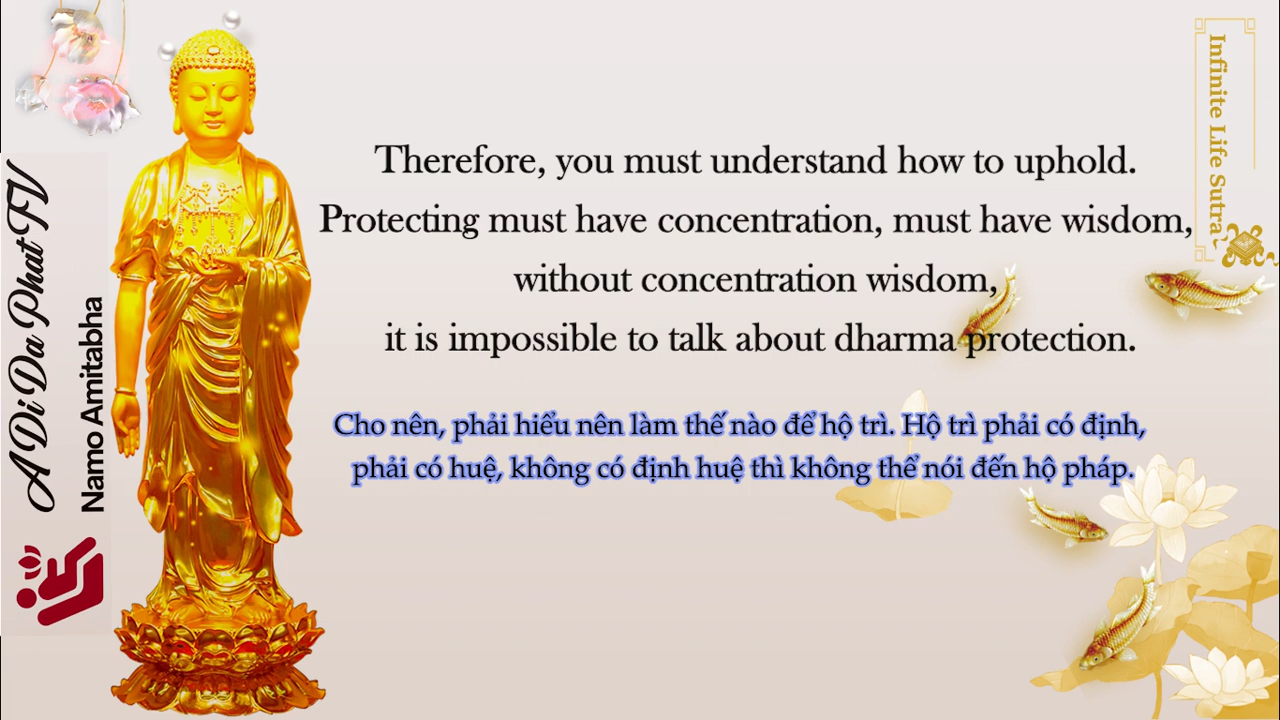 A Di Da Phat TV
Namo Amitabha
Infinite Life Sutra
Therefore, you must understand how to uphold.
Protecting must have concentration, must have wisdom,
without concentration wisdom,
it is impossible to talk about dharma protection.
Cho nên, phải hiểu nên làm thế nào để hộ trì. Hộ trì phải có định,
phải có huệ, không có định huệ thì không thể nói đến hộ pháp.